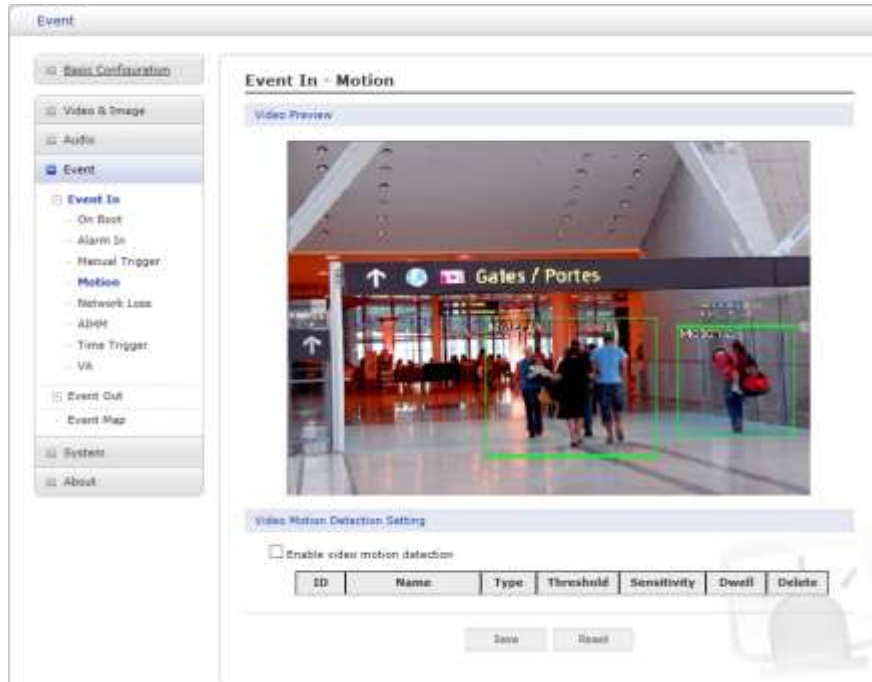 Event
Basic Configuration
Video & Image
Audio
Event
Event In
On Boot
Alarm In
Manual Trigger
Motion
Network Loss
ADMM
Time Trigger
VA
Event Out
Event Map
System
About
Event In - Motion
Video Preview
Gates / Portes
Video Motion Detection Setting
Enable video motion detection
ID Name Type Threshold Sensitivity Dwell Delete
Save Reset